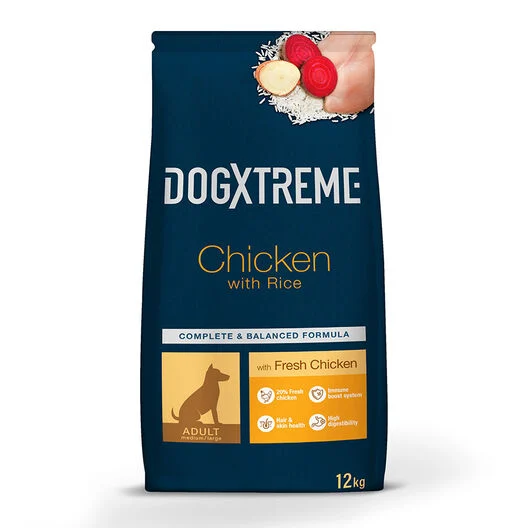 DOGXTREME
Chicken
with Rice
COMPLETE & BALANCED FORMULA
with Fresh Chicken
20% Fresh
chicken
Immune
boost system
Hair &
skin health
High
digestibility
ADULT
medium/large
12kg